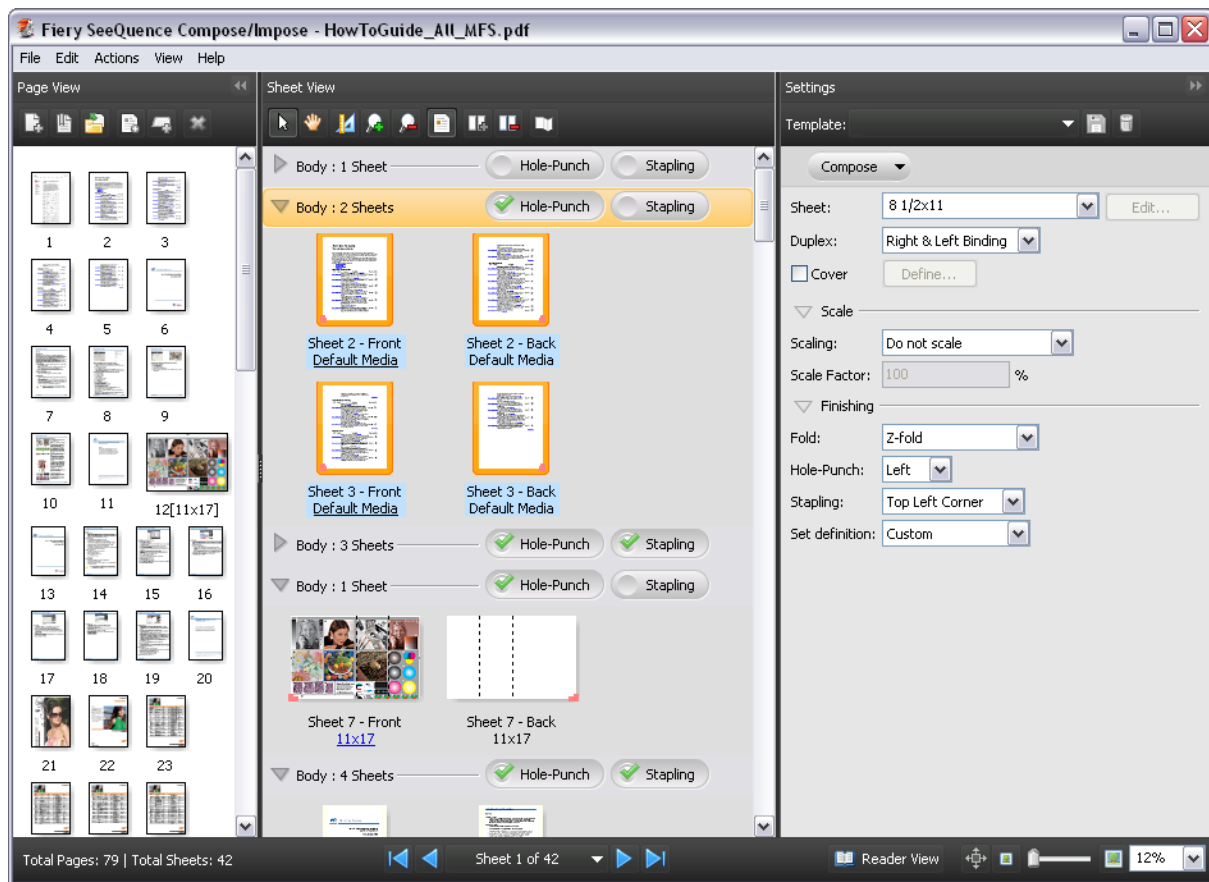 Fiery SeeQuence Compose/Impose - HowToGuide_All_MFS.pdf
File Edit Actions View Help
Page View
1 2 3
4 5 6
7 8 9
10 11 12[11x17]
13 14 15 16
17 18 19 20
21 22 23
Sheet View
Body : 1 Sheet Hole-Punch Stapling
Body : 2 Sheets Hole-Punch Stapling
Sheet 2 - Front Sheet 2 - Back
Default Media Default Media
Sheet 3 - Front Sheet 3 - Back
Default Media Default Media
Body : 3 Sheets Hole-Punch Stapling
Body : 1 Sheet Hole-Punch Stapling
Sheet 7 - Front Sheet 7 - Back
11x17 11x17
Body : 4 Sheets Hole-Punch Stapling
Settings
Template:
Compose
Sheet: 8 1/2x11 Edit...
Duplex: Right & Left Binding
Cover Define...
Scale
Scaling: Do not scale
Scale Factor: 100 %
Finishing
Fold: Z-fold
Hole-Punch: Left
Stapling: Top Left Corner
Set definition: Custom
Total Pages: 79 | Total Sheets: 42 Sheet 1 of 42 Reader View 12%